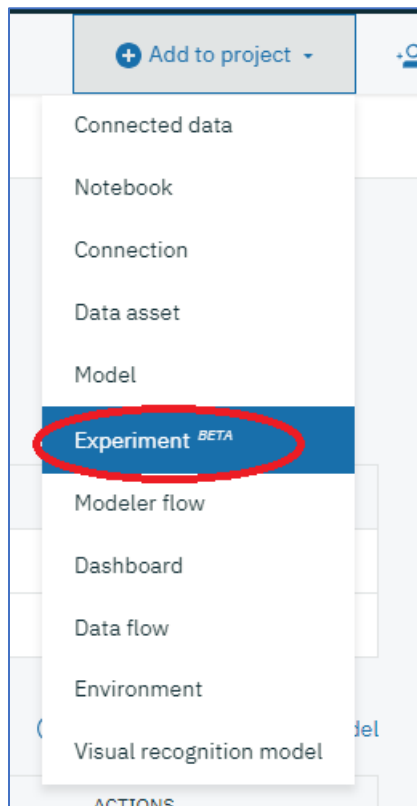 Add to project
Connected data
Notebook
Connection
Data asset
Model
Experiment BETA
Modeler flow
Dashboard
Data flow
Environment
Visual recognition model
ACTIONS